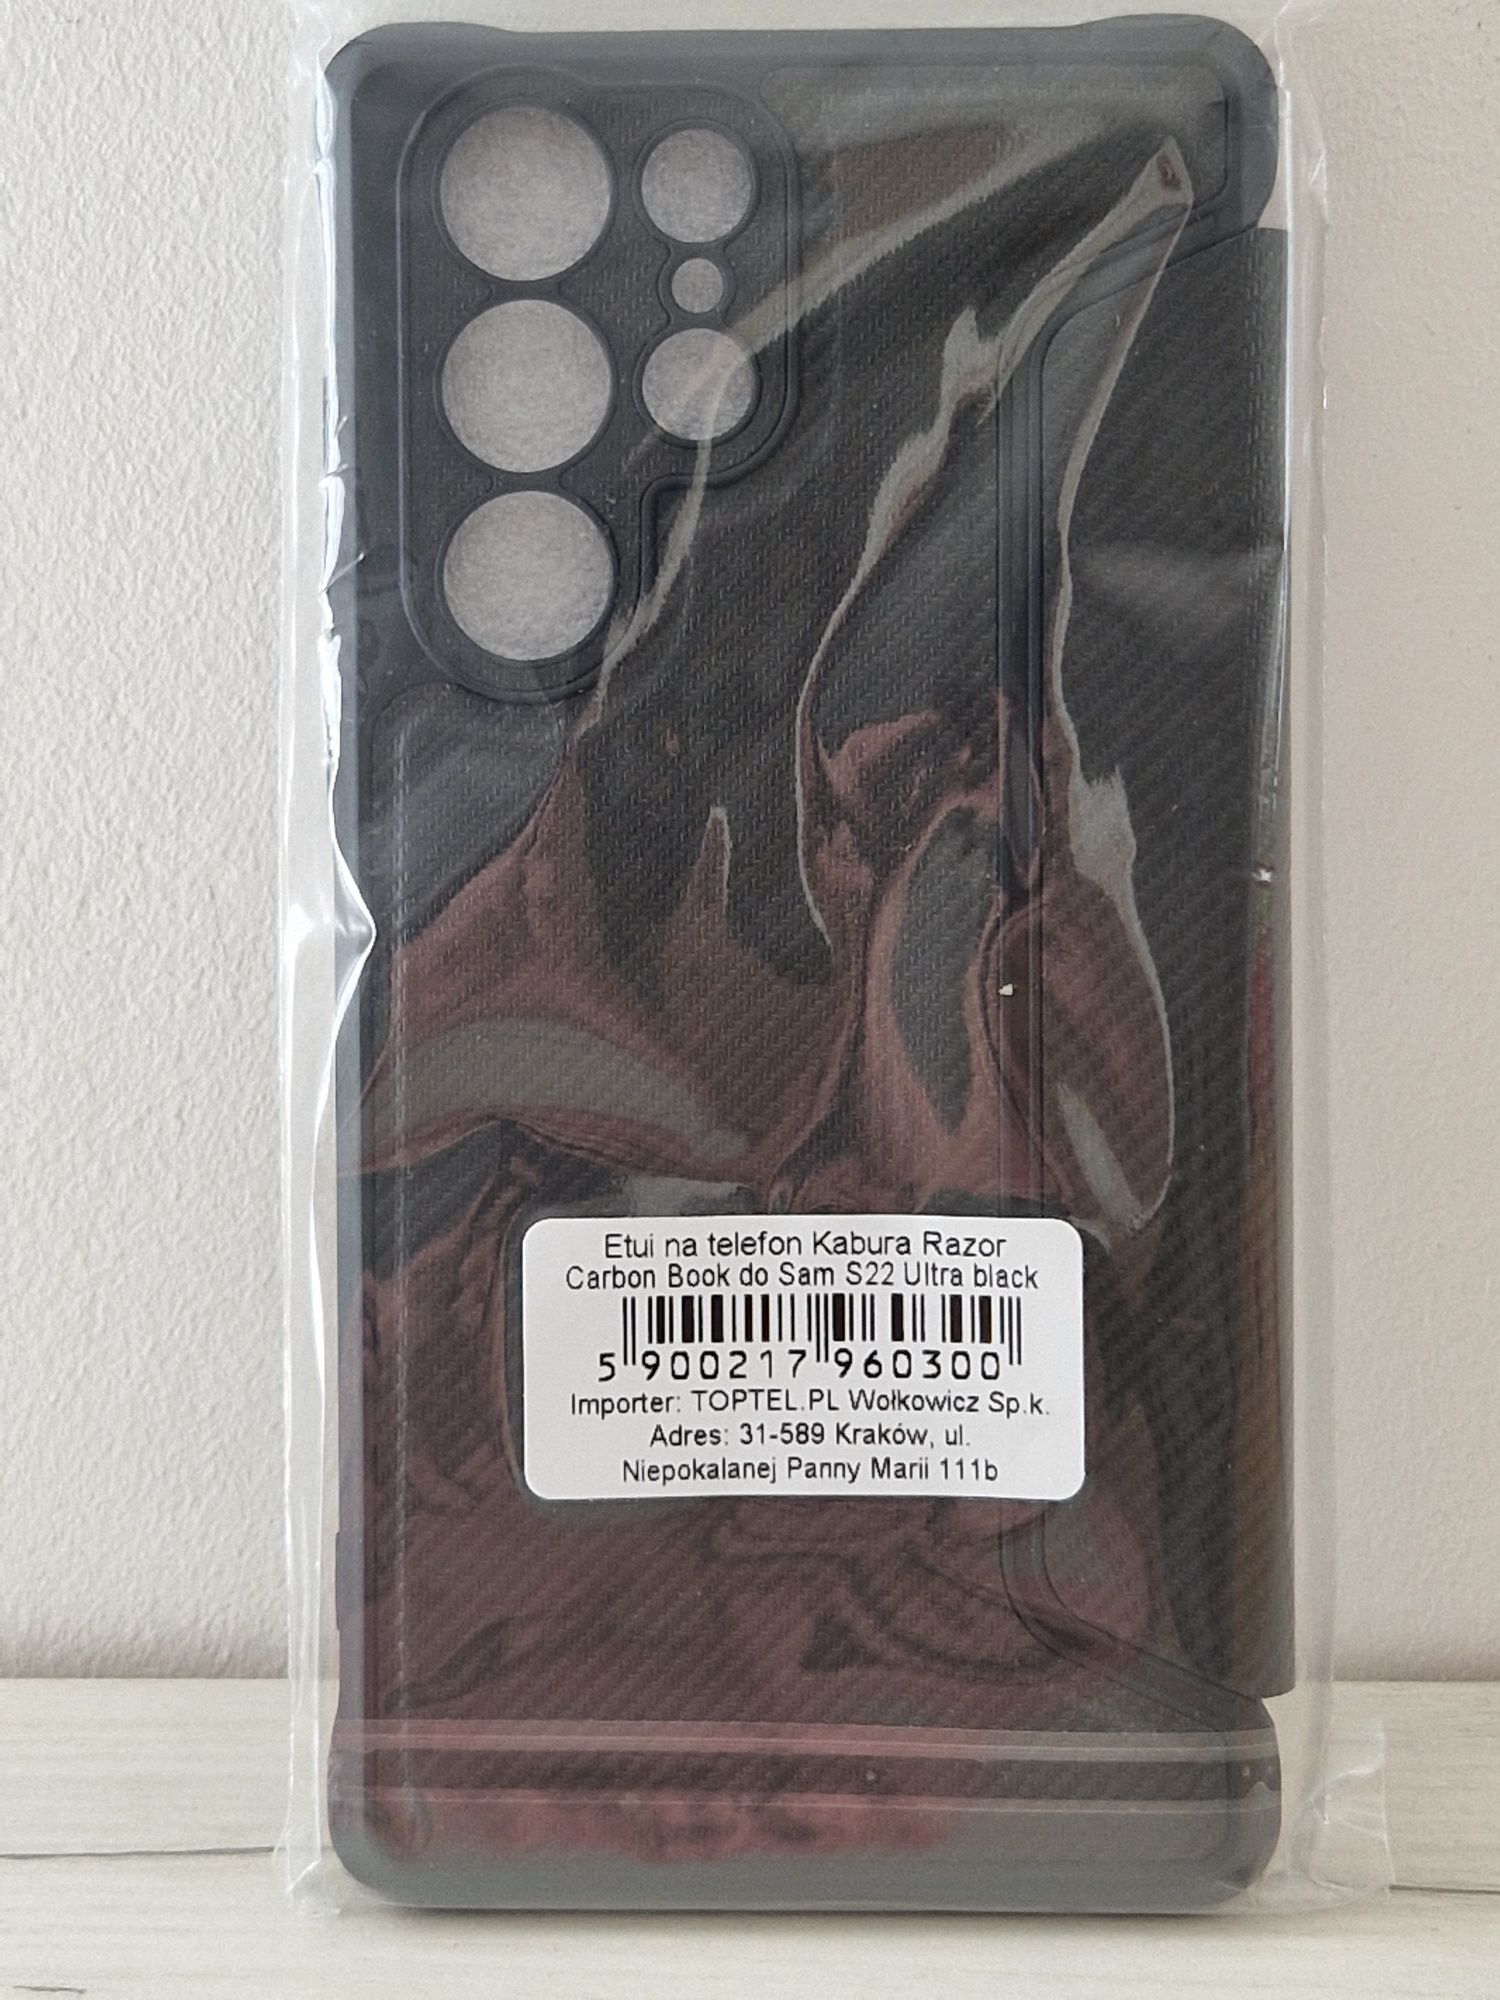 Etui na telefon Kabura Razor
Carbon Book do Sam S22 Ultra black
5 900217 960300
Importer: TOPTEL.PL Wołkowicz Sp.k.
Adres: 31-589 Kraków, ul.
Niepokalanej Panny Marii 111b